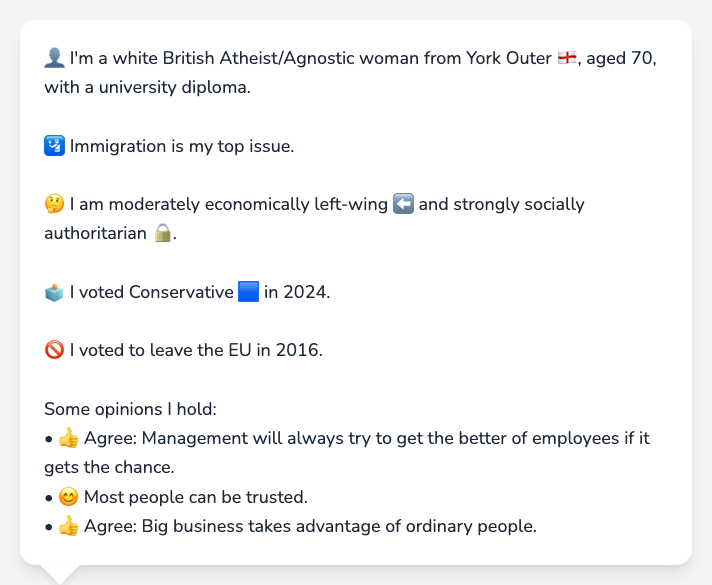 👤 I'm a white British Atheist/Agnostic woman from York Outer 🏴󠁧󠁢󠁥󠁮󠁧󠁿, aged 70,
with a university diploma.
🛂 Immigration is my top issue.
🤔 I am moderately economically left-wing ⬅️ and strongly socially
authoritarian 🔒.
🗳️ I voted Conservative 🟦 in 2024.
🚫 I voted to leave the EU in 2016.
Some opinions I hold:
• 👍 Agree: Management will always try to get the better of employees if it
gets the chance.
• 😊 Most people can be trusted.
• 👍 Agree: Big business takes advantage of ordinary people.